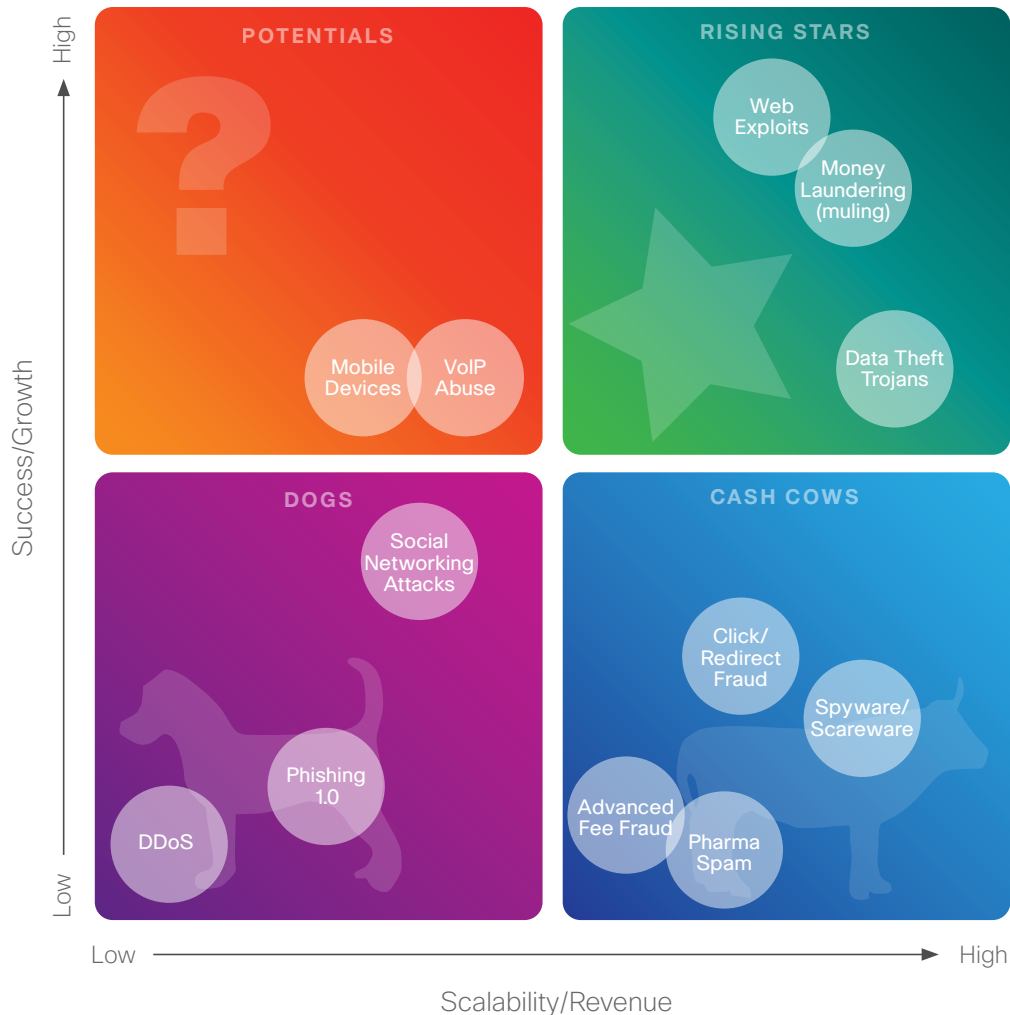 High
POTENTIALS
RISING STARS
Web
Exploits
Money
Laundering
(muling)
Mobile
Devices
VoIP
Abuse
Data Theft
Trojans
Success/Growth
DOGS
CASH COWS
Social
Networking
Attacks
Click/
Redirect
Fraud
Spyware/
Scareware
Phishing
1.0
DDoS
Advanced
Fee Fraud
Pharma
Spam
Low
Low
High
Scalability/Revenue